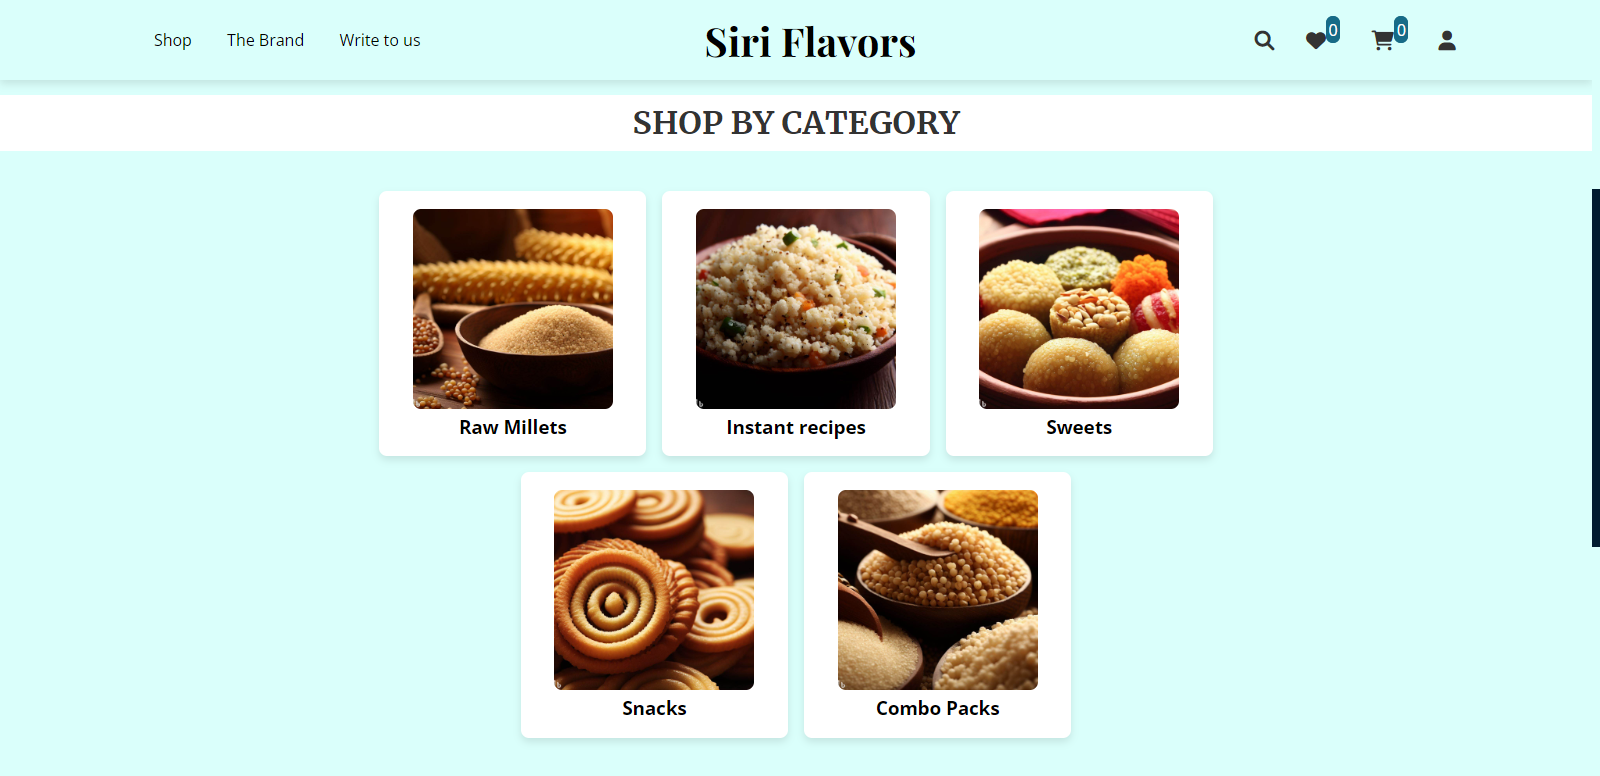 Shop The Brand Write to us Siri Flavors 0 0
SHOP BY CATEGORY
Raw Millets Instant recipes Sweets
Snacks Combo Packs